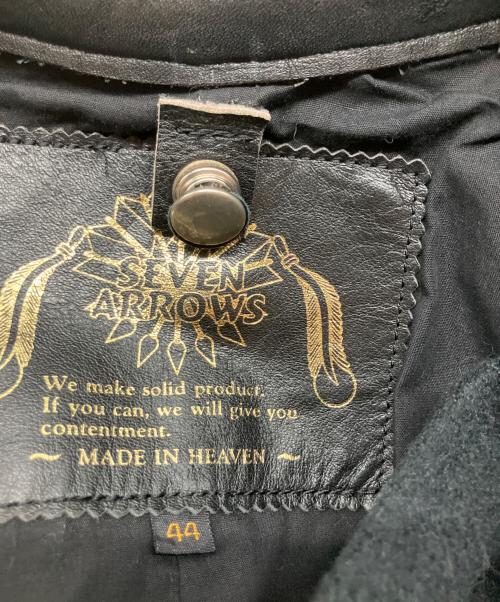 SEVEN
ARROWS
We make solid product.
If you can, we will give you
contentment.
~ MADE IN HEAVEN ~
44